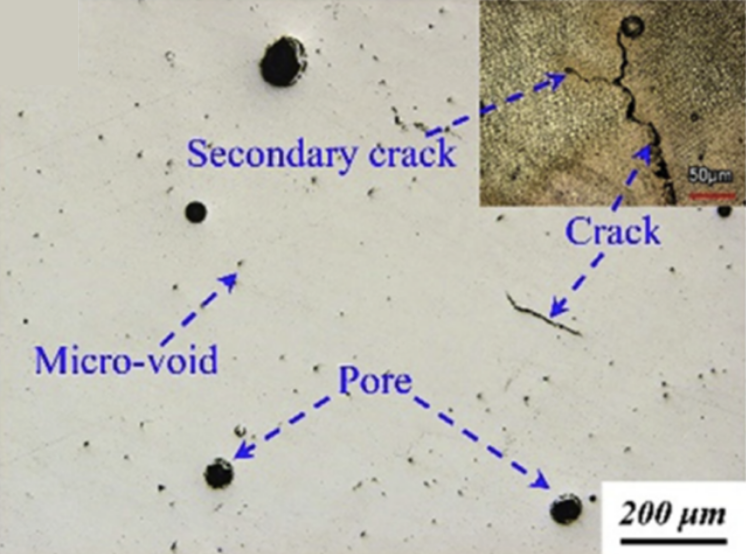 Secondary crack
50μm
Crack
Micro-void
Pore
200 μm